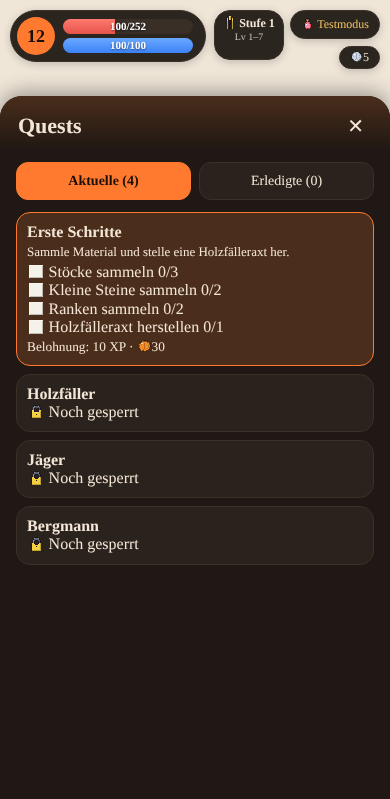 12
100/252
100/100
Stufe 1
Lv 1–7
Testmodus
5
Quests
✕
Aktuelle (4)
Erledigte (0)
Erste Schritte
Sammle Material und stelle eine Holzfälleraxt her.
Stöcke sammeln 0/3
Kleine Steine sammeln 0/2
Ranken sammeln 0/2
Holzfälleraxt herstellen 0/1
Belohnung: 10 XP · 30
Holzfäller
Noch gesperrt
Jäger
Noch gesperrt
Bergmann
Noch gesperrt